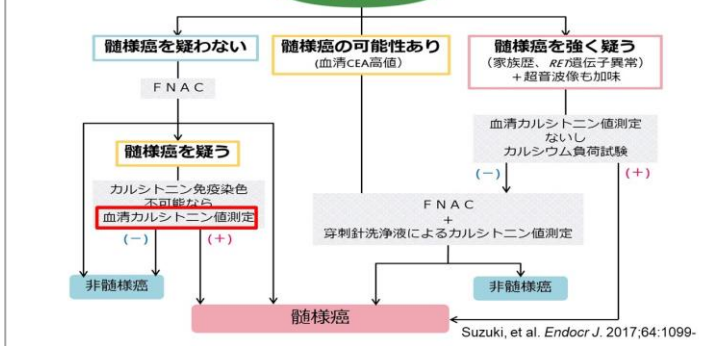 髄様癌を疑わない
髄様癌の可能性あり
(血清CEA高値)
髄様癌を強く疑う
(家族歴、RET遺伝子異常)
+超音波像も加味
FNAC
血清カルシトニン値測定
ないし
カルシウム負荷試験
(-)
(+)
髄様癌を疑う
カルシトニン免疫染色
不可能なら
血清カルシトニン値測定
(-)
(+)
FNAC
+
穿刺針洗浄液によるカルシトニン値測定
非髄様癌
非髄様癌
髄様癌
Suzuki, et al. Endocr J. 2017;64:1099-